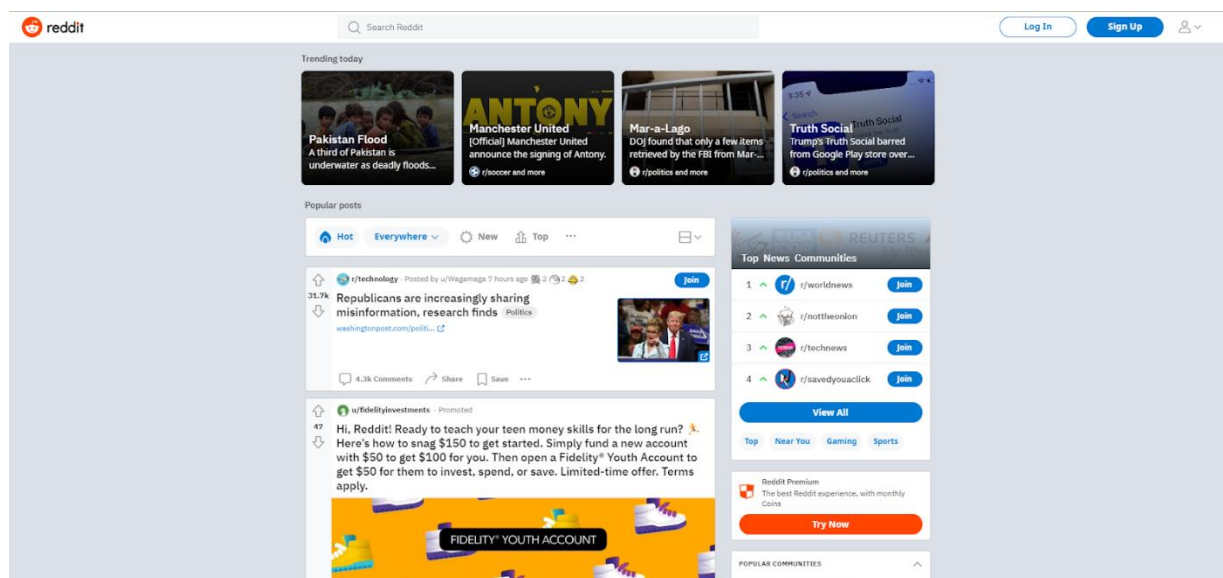 reddit
Search Reddit
Log In
Sign Up
Trending today
ANTONY
3:35
Search
Truth Social
Pakistan Flood
A third of Pakistan is
underwater as deadly floods...
Manchester United
[Official] Manchester United
announce the signing of Antony.
r/soccer and more
Mar-a-Lago
DOJ found that only a few items
retrieved by the FBI from Mar-...
r/politics and more
Truth Social
Trump's Truth Social barred
from Google Play store over...
r/politics and more
Popular posts
Hot Everywhere New Top ...
r/technology · Posted by u/Wagamaga 7 hours ago 2 2 2
Join
31.7k
Republicans are increasingly sharing
misinformation, research finds Politics
washingtonpost.com/politi...
4.3k Comments Share Save ...
u/fidelityinvestments · Promoted
47
Hi, Reddit! Ready to teach your teen money skills for the long run?
Here's how to snag $150 to get started. Simply fund a new account
with $50 to get $100 for you. Then open a Fidelity® Youth Account to
get $50 for them to invest, spend, or save. Limited-time offer. Terms
apply.
FIDELITY® YOUTH ACCOUNT
REUTERS
Top News Communities
1 r/worldnews Join
2 r/nottheonion Join
3 r/technews Join
4 r/savedyouaclick Join
View All
Top Near You Gaming Sports
Reddit Premium
The best Reddit experience, with monthly
Coins
Try Now
POPULAR COMMUNITIES